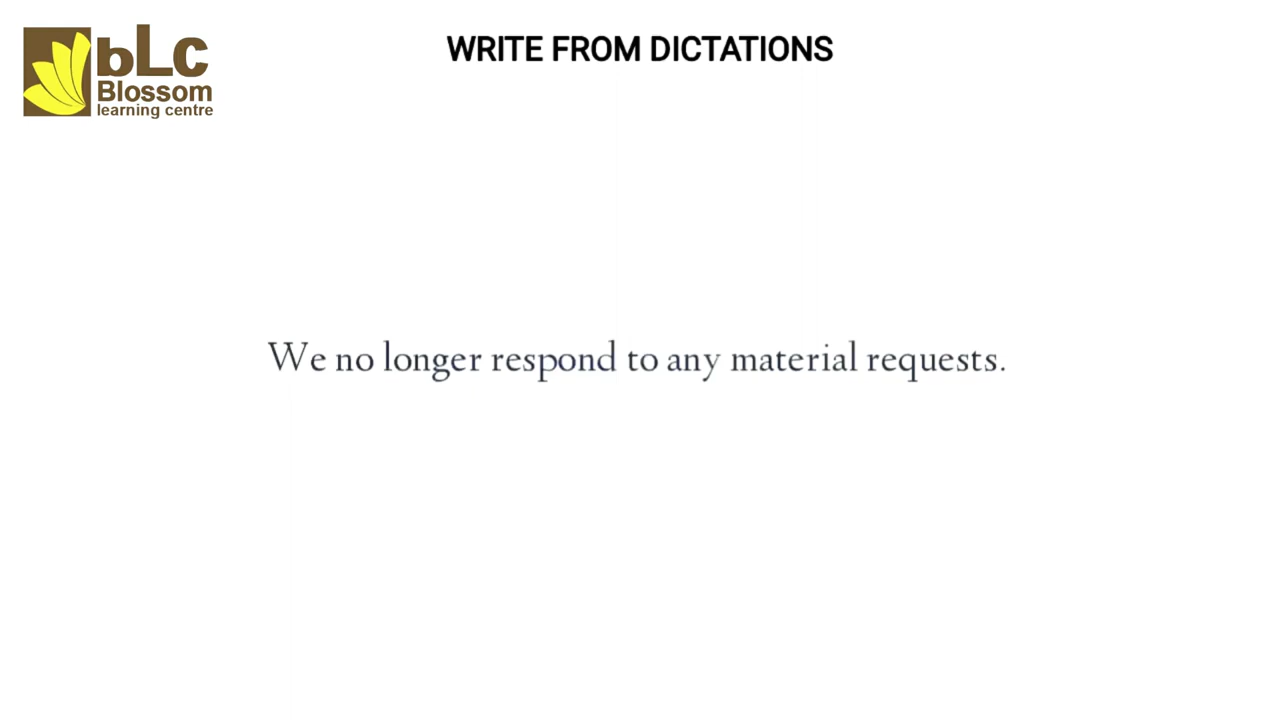 bLC
Blossom
learning centre
WRITE FROM DICTATIONS
We no longer respond to any material requests.